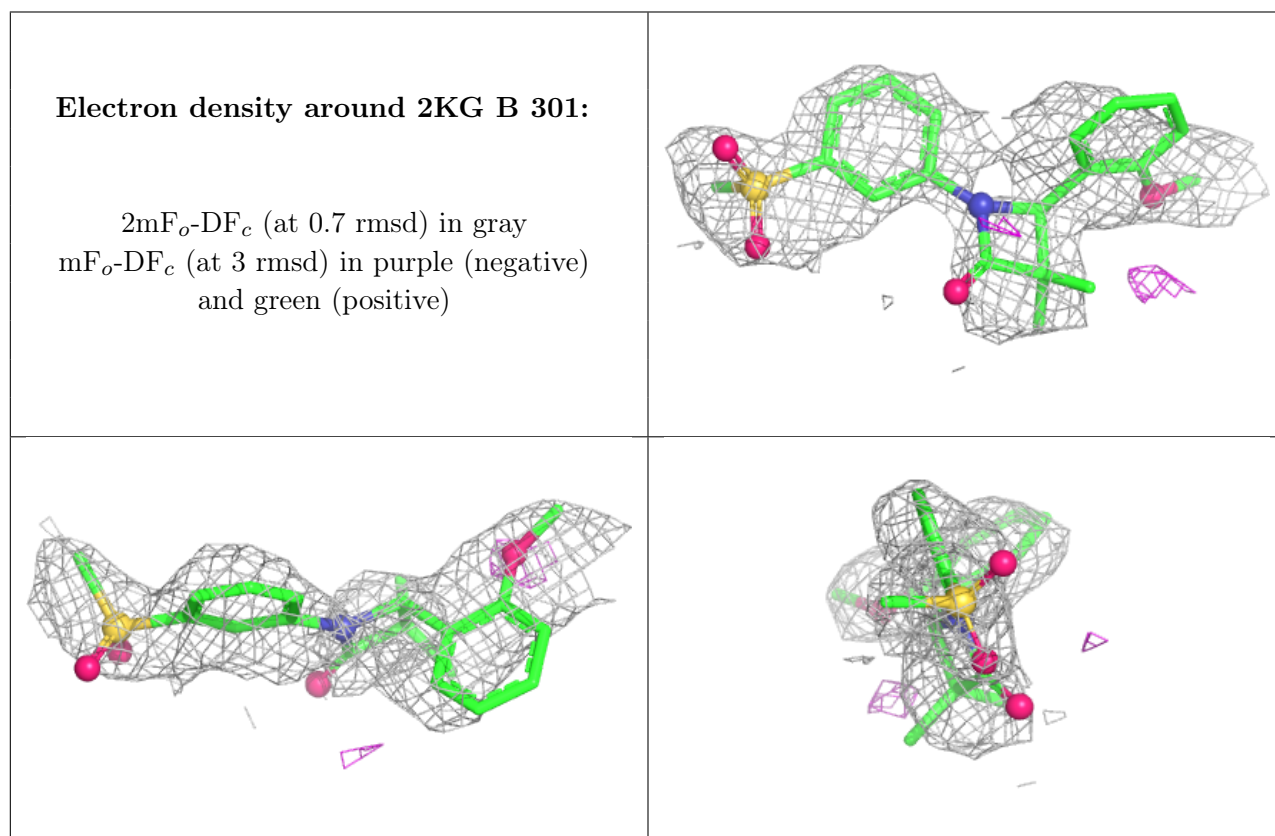 Electron density around 2KG B 301:
2mFo-DFc (at 0.7 rmsd) in gray
mFo-DFc (at 3 rmsd) in purple (negative)
and green (positive)